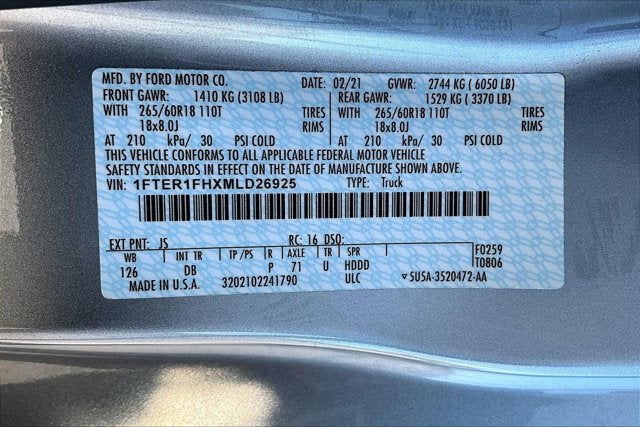 MFD. BY FORD MOTOR CO. DATE: 02/21 GVWR: 2744 KG ( 6050 LB)
FRONT GAWR: 1410 KG (3108 LB) REAR GAWR: 1529 KG ( 3370 LB)
WITH 265/60R18 110T TIRES WITH 265/60R18 110T TIRES
18x8.0J RIMS 18x8.0J RIMS
AT 210 kPa/ 30 PSI COLD AT 210 kPa/ 30 PSI COLD
THIS VEHICLE CONFORMS TO ALL APPLICABLE FEDERAL MOTOR VEHICLE
SAFETY STANDARDS IN EFFECT ON THE DATE OF MANUFACTURE SHOWN ABOVE.
VIN: 1FTER1FHXMLD26925 TYPE: Truck
EXT PNT: JS RC: 16 DSO:
WB INT TR TP/PS R AXLE TR SPR F0259
126 DB P 71 U HDDD T0806
MADE IN U.S.A. 3202102241790 ULC ▽5U5A-3520472-AA